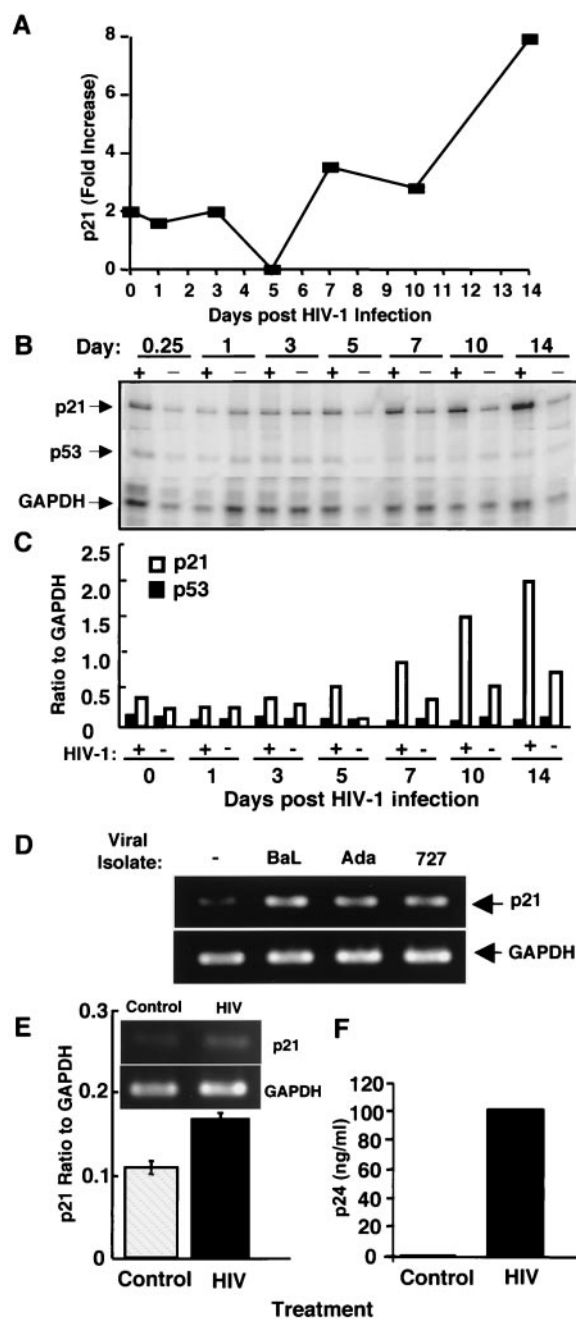 A
p21 (Fold Increase)
8
6
4
2
0
0 1 2 3 4 5 6 7 8 9 10 11 12 13 14
Days post HIV-1 Infection
B
Day: 0.25 1 3 5 7 10 14
+ – + – + – + – + – + – + –
p21
p53
GAPDH
C
Ratio to GAPDH
2.5
2.0
1.5
1.0
0.5
0
p21
p53
HIV-1: + - + - + - + - + - + - + -
0 1 3 5 7 10 14
Days post HIV-1 infection
D
Viral
Isolate: - BaL Ada 727
p21
GAPDH
E
p21 Ratio to GAPDH
0.3
0.2
0.1
0
Control HIV
p21
GAPDH
Control HIV
F
p24 (ng/ml)
120
100
80
60
40
20
0
Control HIV
Treatment